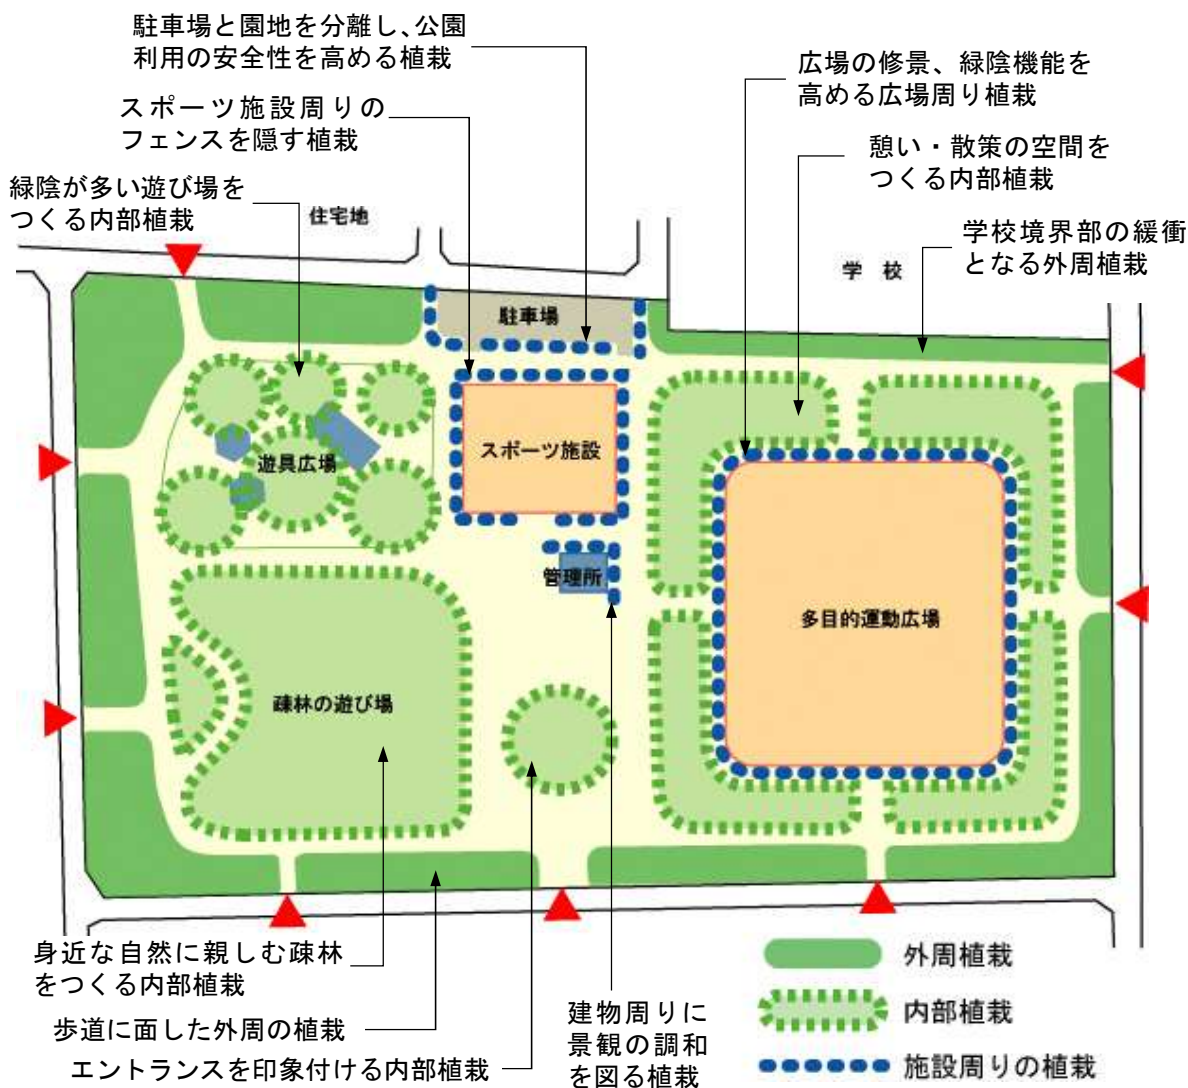 駐車場と園地を分離し、公園
利用の安全性を高める植栽
スポーツ施設周りの
フェンスを隠す植栽
緑陰が多い遊び場を
つくる内部植栽
広場の修景、緑陰機能を
高める広場周り植栽
憩い・散策の空間を
つくる内部植栽
学校境界部の緩衝
となる外周植栽
住宅地
学 校
駐車場
スポーツ施設
遊具広場
管理所
多目的運動広場
疎林の遊び場
身近な自然に親しむ疎林
をつくる内部植栽
歩道に面した外周の植栽
エントランスを印象付ける内部植栽
建物周りに
景観の調和
を図る植栽
外周植栽
内部植栽
施設周りの植栽